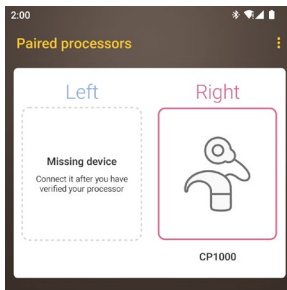 2:00
Paired processors
Left
Right
Missing device
Connect it after you have
verified your processor
CP1000